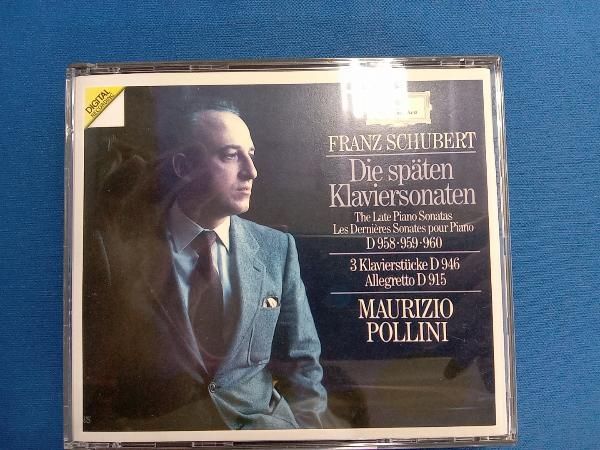 DIGITAL
RECORDING
FRANZ SCHUBERT
Die späten
Klaviersonaten
The Late Piano Sonatas
Les Dernières Sonates pour Piano
D 958·959·960
3 Klavierstücke D 946
Allegretto D 915
MAURIZIO
POLLINI